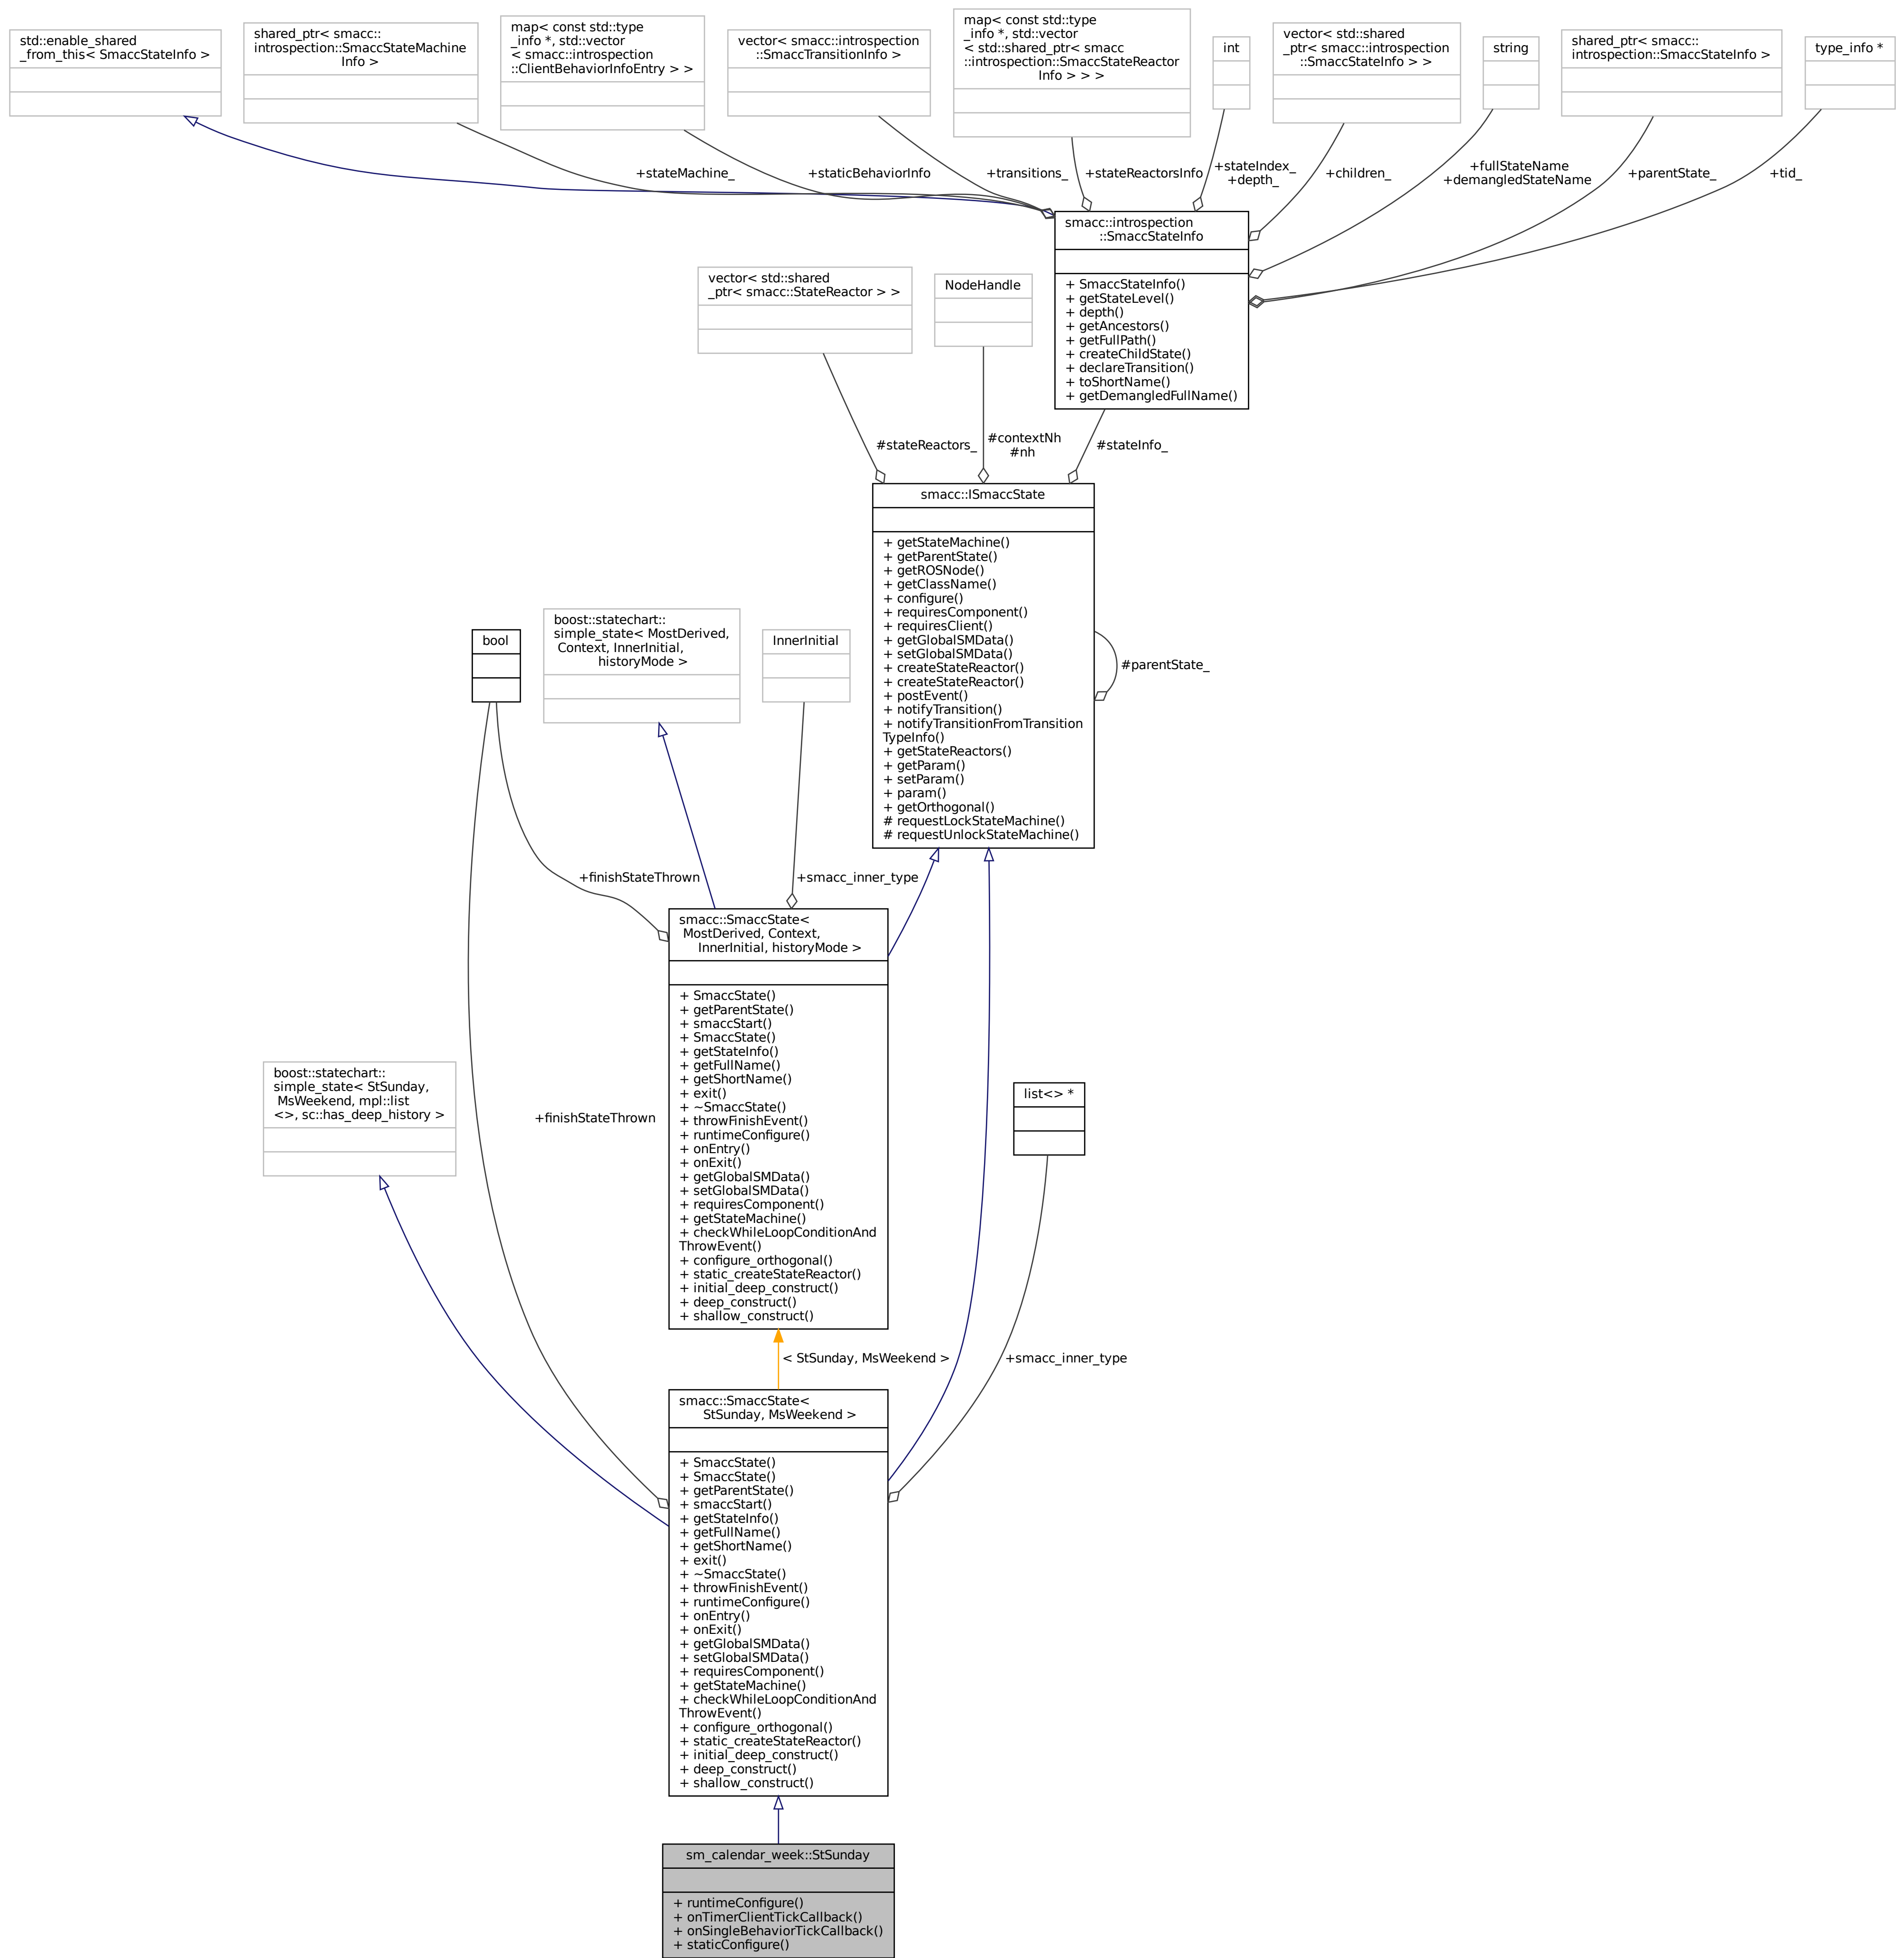 std::enable_shared
_from_this< SmaccStateInfo >
shared_ptr< smacc::
introspection::SmaccStateMachine
Info >
map< const std::type
_info *, std::vector
< smacc::introspection
::ClientBehaviorInfoEntry > >
vector< smacc::introspection
::SmaccTransitionInfo >
map< const std::type
_info *, std::vector
< std::shared_ptr< smacc
::introspection::SmaccStateReactor
Info > > >
int
vector< std::shared
_ptr< smacc::introspection
::SmaccStateInfo > >
string
shared_ptr< smacc::
introspection::SmaccStateInfo >
type_info *
+stateMachine_
+staticBehaviorInfo
+transitions_
+stateReactorsInfo
+stateIndex_
+depth_
+children_
+fullStateName
+demangledStateName
+parentState_
+tid_
smacc::introspection
::SmaccStateInfo
+ SmaccStateInfo()
+ getStateLevel()
+ depth()
+ getAncestors()
+ getFullPath()
+ createChildState()
+ declareTransition()
+ toShortName()
+ getDemangledFullName()
vector< std::shared
_ptr< smacc::StateReactor > >
NodeHandle
#stateReactors_
#contextNh
#nh
#stateInfo_
smacc::ISmaccState
+ getStateMachine()
+ getParentState()
+ getROSNode()
+ getClassName()
+ configure()
+ requiresComponent()
+ requiresClient()
+ getGlobalSMData()
+ setGlobalSMData()
+ createStateReactor()
+ createStateReactor()
+ postEvent()
+ notifyTransition()
+ notifyTransitionFromTransition
TypeInfo()
+ getStateReactors()
+ getParam()
+ setParam()
+ param()
+ getOrthogonal()
# requestLockStateMachine()
# requestUnlockStateMachine()
#parentState_
bool
boost::statechart::
simple_state< MostDerived,
Context, InnerInitial,
historyMode >
InnerInitial
+finishStateThrown
+smacc_inner_type
smacc::SmaccState<
MostDerived, Context,
InnerInitial, historyMode >
+ SmaccState()
+ getParentState()
+ smaccStart()
+ SmaccState()
+ getStateInfo()
+ getFullName()
+ getShortName()
+ exit()
+ ~SmaccState()
+ throwFinishEvent()
+ runtimeConfigure()
+ onEntry()
+ onExit()
+ getGlobalSMData()
+ setGlobalSMData()
+ requiresComponent()
+ getStateMachine()
+ checkWhileLoopConditionAnd
ThrowEvent()
+ configure_orthogonal()
+ static_createStateReactor()
+ initial_deep_construct()
+ deep_construct()
+ shallow_construct()
boost::statechart::
simple_state< StSunday,
MsWeekend, mpl::list
<>, sc::has_deep_history >
+finishStateThrown
list<> *
< StSunday, MsWeekend >
+smacc_inner_type
smacc::SmaccState<
StSunday, MsWeekend >
+ SmaccState()
+ SmaccState()
+ getParentState()
+ smaccStart()
+ getStateInfo()
+ getFullName()
+ getShortName()
+ exit()
+ ~SmaccState()
+ throwFinishEvent()
+ runtimeConfigure()
+ onEntry()
+ onExit()
+ getGlobalSMData()
+ setGlobalSMData()
+ requiresComponent()
+ getStateMachine()
+ checkWhileLoopConditionAnd
ThrowEvent()
+ configure_orthogonal()
+ static_createStateReactor()
+ initial_deep_construct()
+ deep_construct()
+ shallow_construct()
sm_calendar_week::StSunday
+ runtimeConfigure()
+ onTimerClientTickCallback()
+ onSingleBehaviorTickCallback()
+ staticConfigure()